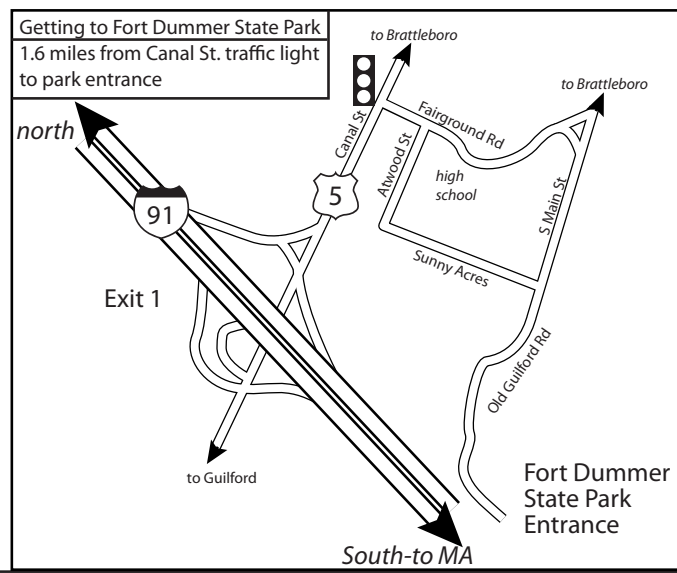 Getting to Fort Dummer State Park
1.6 miles from Canal St. traffic light
to park entrance
to Brattleboro
to Brattleboro
north
Canal St
Fairground Rd
Atwood St
high
school
S Main St
5
91
Sunny Acres
Exit 1
Old Guilford Rd
to Guilford
Fort Dummer
State Park
Entrance
South-to MA